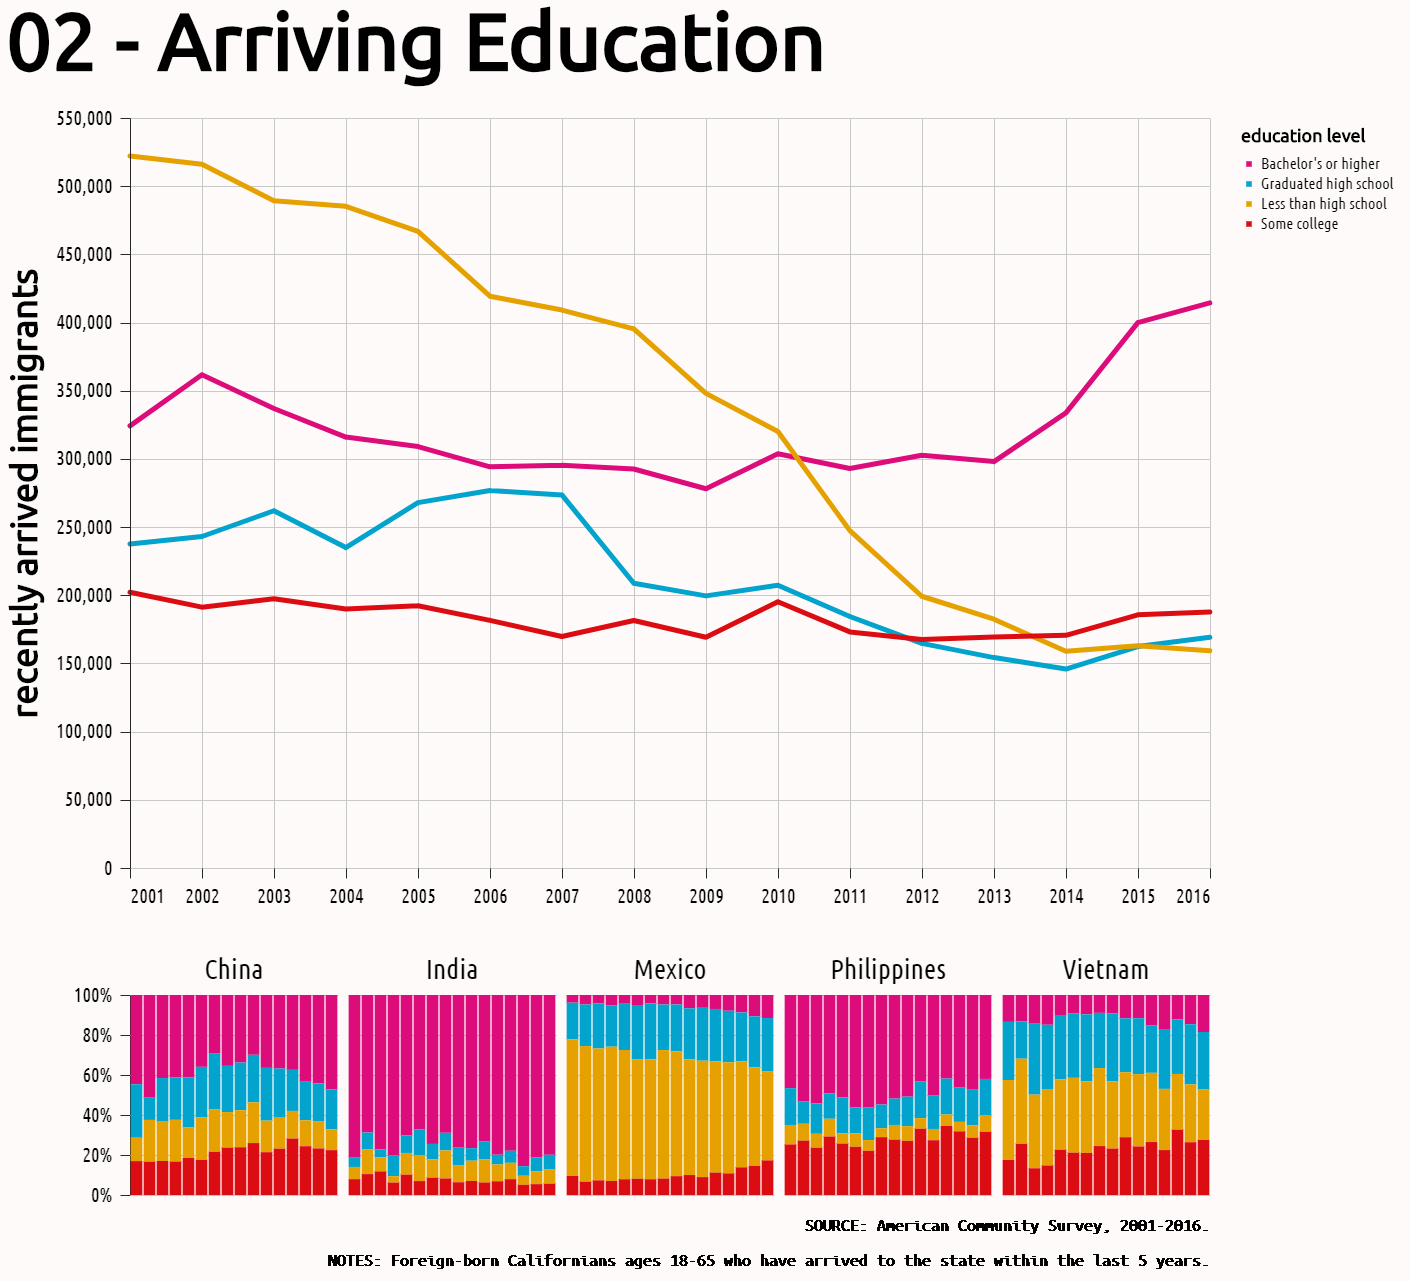 02 - Arriving Education
550,000
500,000
450,000
400,000
350,000
300,000
250,000
200,000
150,000
100,000
50,000
0
recently arrived immigrants
2001 2002 2003 2004 2005 2006 2007 2008 2009 2010 2011 2012 2013 2014 2015 2016
education level
Bachelor's or higher
Graduated high school
Less than high school
Some college
China India Mexico Philippines Vietnam
100%
80%
60%
40%
20%
0%
SOURCE: American Community Survey, 2001-2016.
NOTES: Foreign-born Californians ages 18-65 who have arrived to the state within the last 5 years.